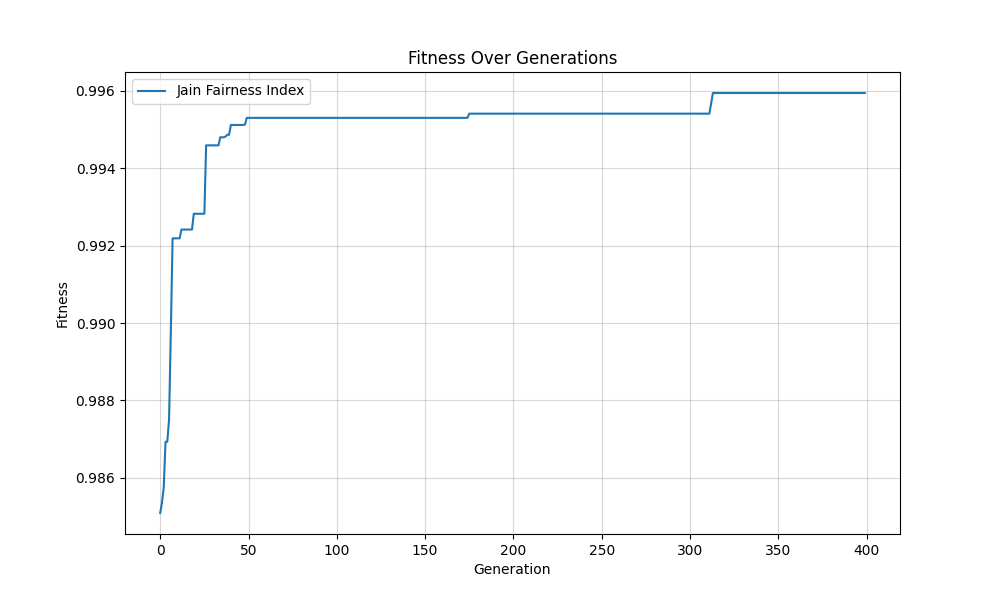 Fitness Over Generations
Jain Fairness Index
0.996
0.994
0.992
0.990
0.988
0.986
Fitness
0 50 100 150 200 250 300 350 400
Generation